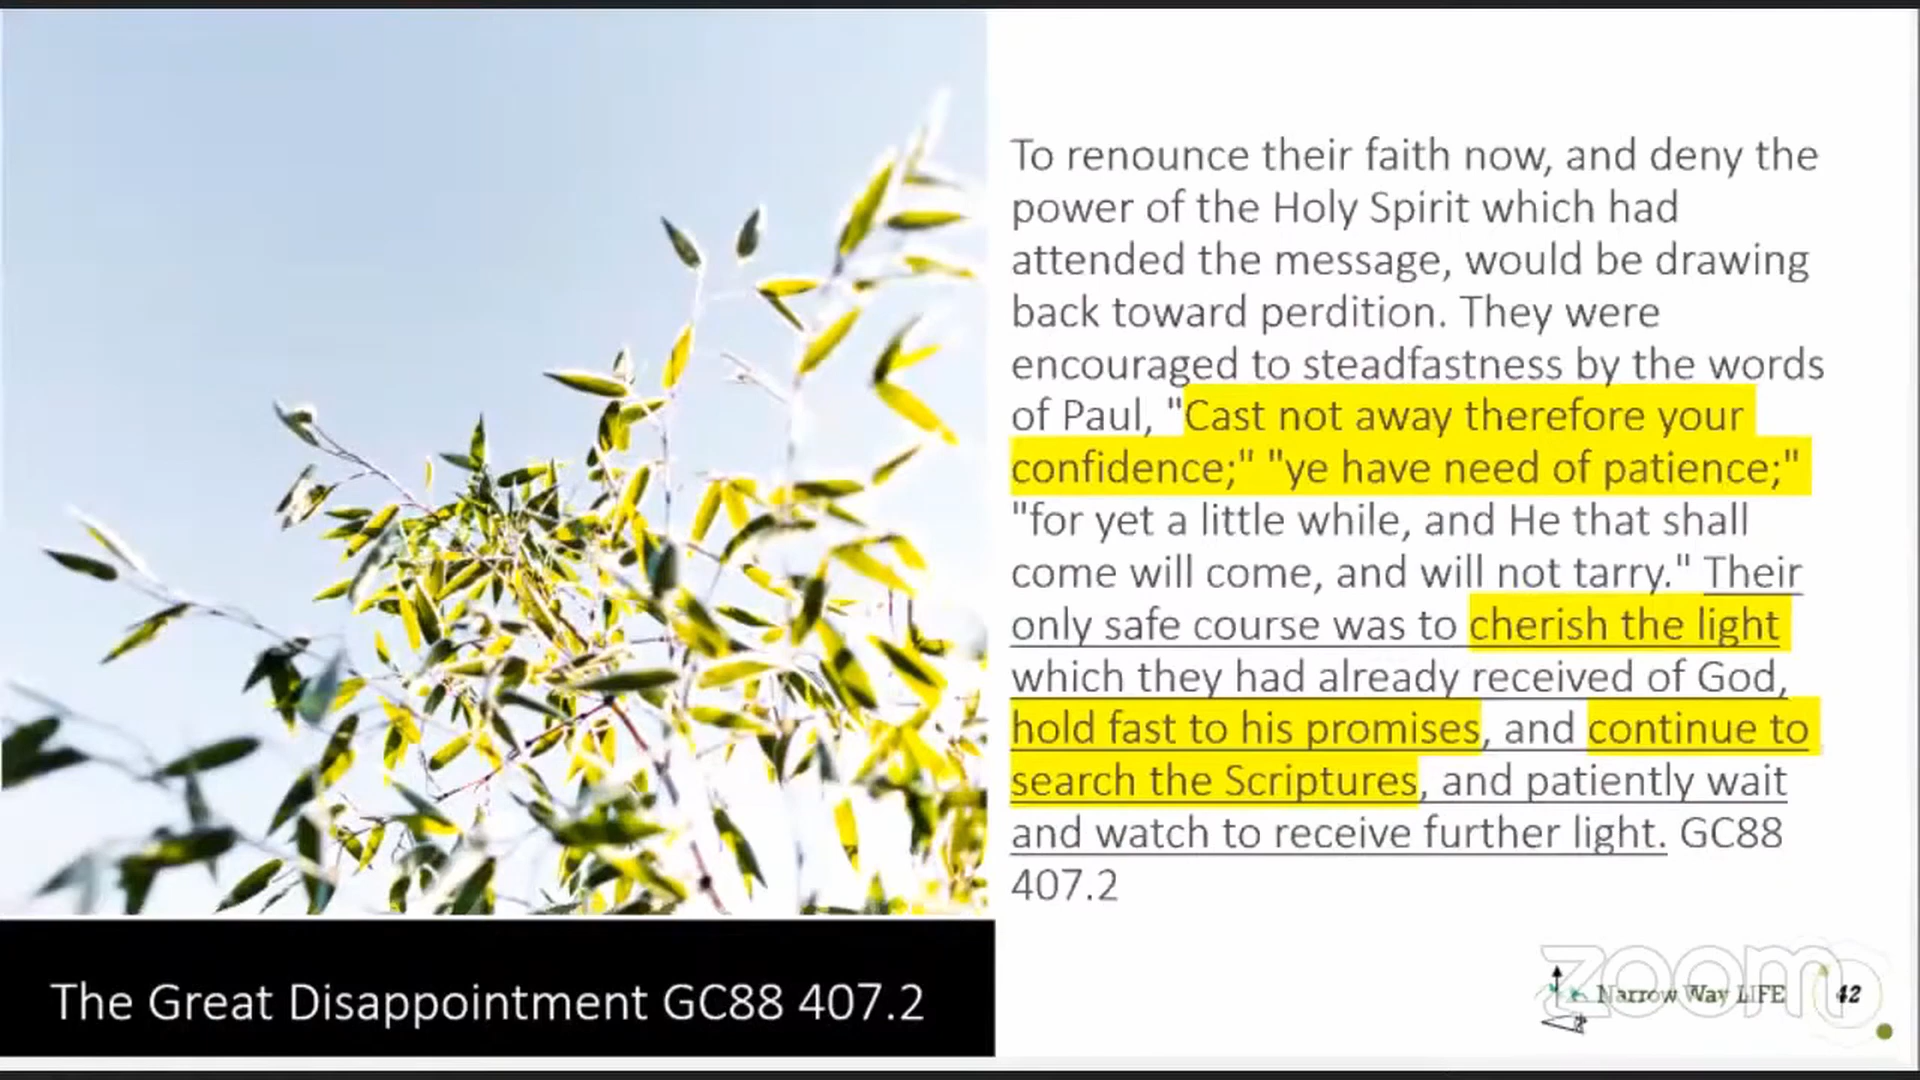 To renounce their faith now, and deny the
power of the Holy Spirit which had
attended the message, would be drawing
back toward perdition. They were
encouraged to steadfastness by the words
of Paul, "Cast not away therefore your
confidence;" "ye have need of patience;"
"for yet a little while, and He that shall
come will come, and will not tarry." Their
only safe course was to cherish the light
which they had already received of God,
hold fast to his promises, and continue to
search the Scriptures, and patiently wait
and watch to receive further light. GC88
407.2
The Great Disappointment GC88 407.2
zoom
Narrow Way LIFE
42